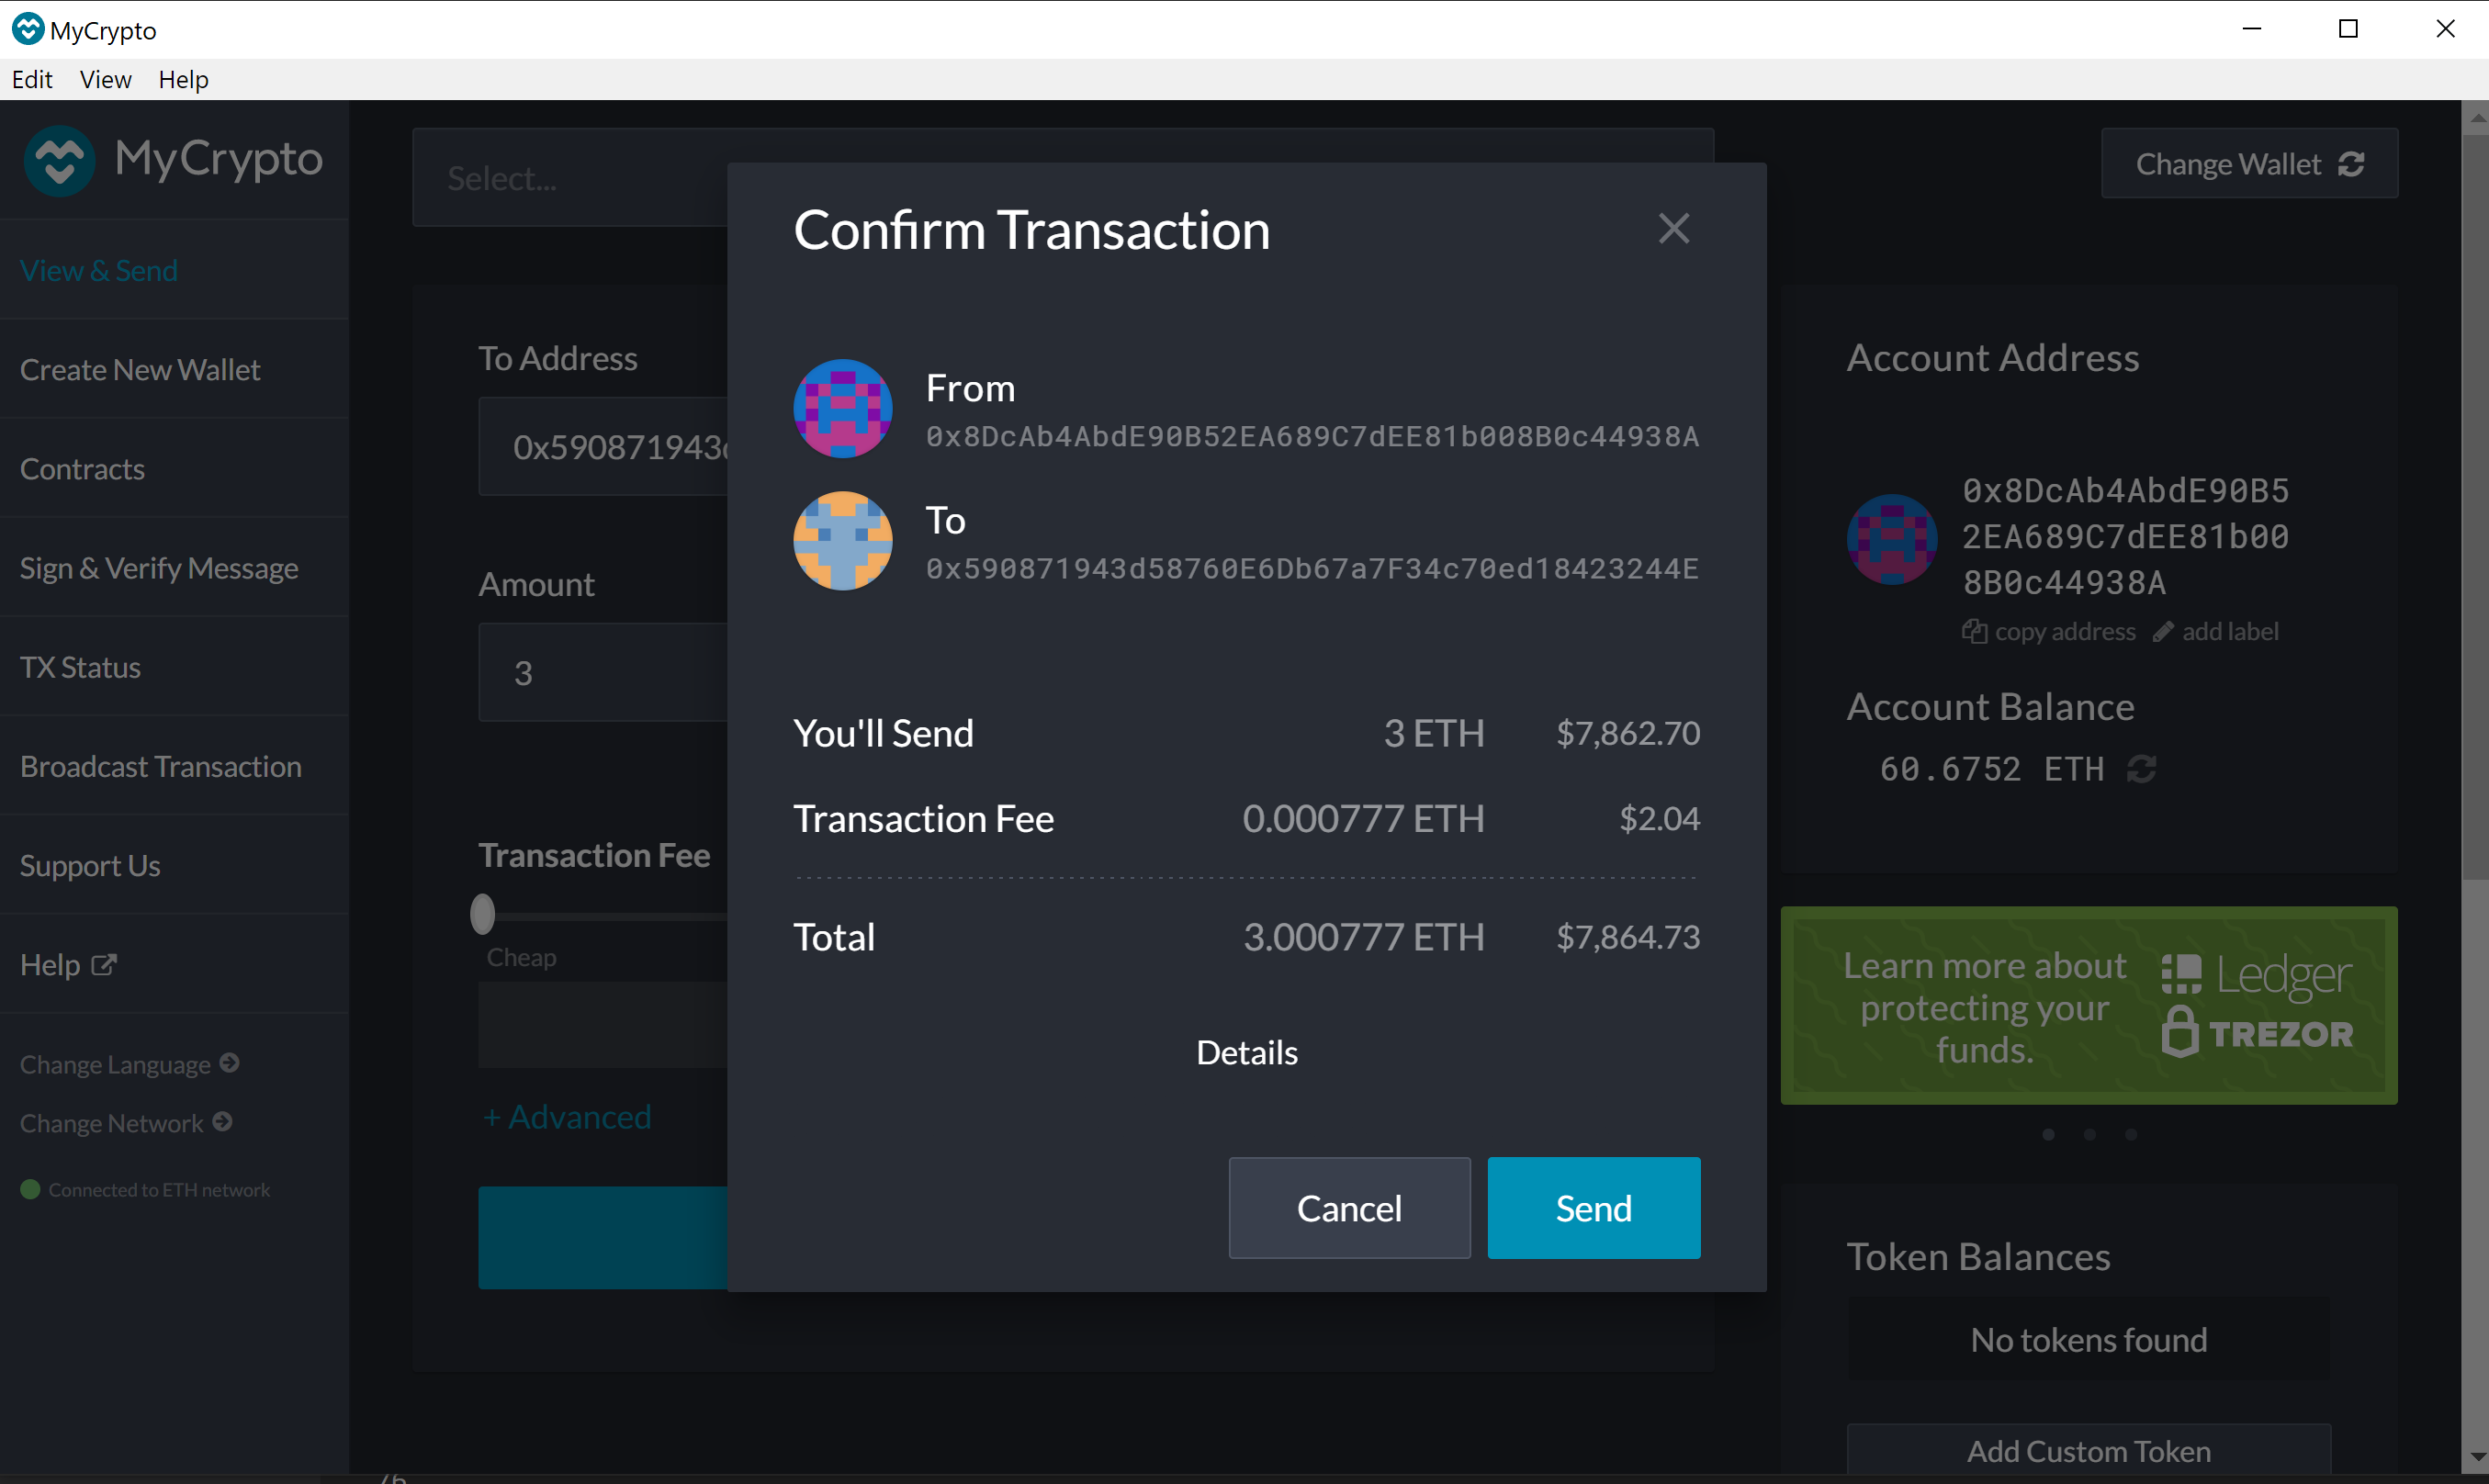 MyCrypto
Edit View Help
MyCrypto
View & Send
Create New Wallet
Contracts
Sign & Verify Message
TX Status
Broadcast Transaction
Support Us
Help
Change Language
Change Network
Connected to ETH network
Select...
To Address
0x590871943
Amount
3
Transaction Fee
Cheap
+ Advanced
Confirm Transaction
From
0x8DcAb4AbdE90B52EA689C7dEE81b008B0c44938A
To
0x590871943d58760E6Db67a7F34c70ed18423244E
You'll Send 3 ETH $7,862.70
Transaction Fee 0.000777 ETH $2.04
Total 3.000777 ETH $7,864.73
Details
Cancel Send
Change Wallet
Account Address
0x8DcAb4AbdE90B5
2EA689C7dEE81b00
8B0c44938A
copy address add label
Account Balance
60.6752 ETH
Learn more about
protecting your
funds.
Ledger
TREZOR
Token Balances
No tokens found
Add Custom Token